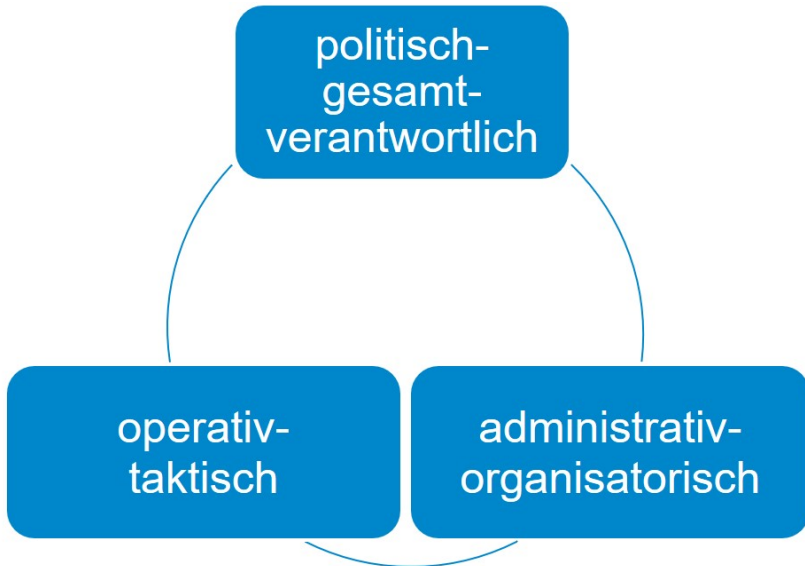 politisch-
gesamt-
verantwortlich
operativ-
taktisch
administrativ-
organisatorisch